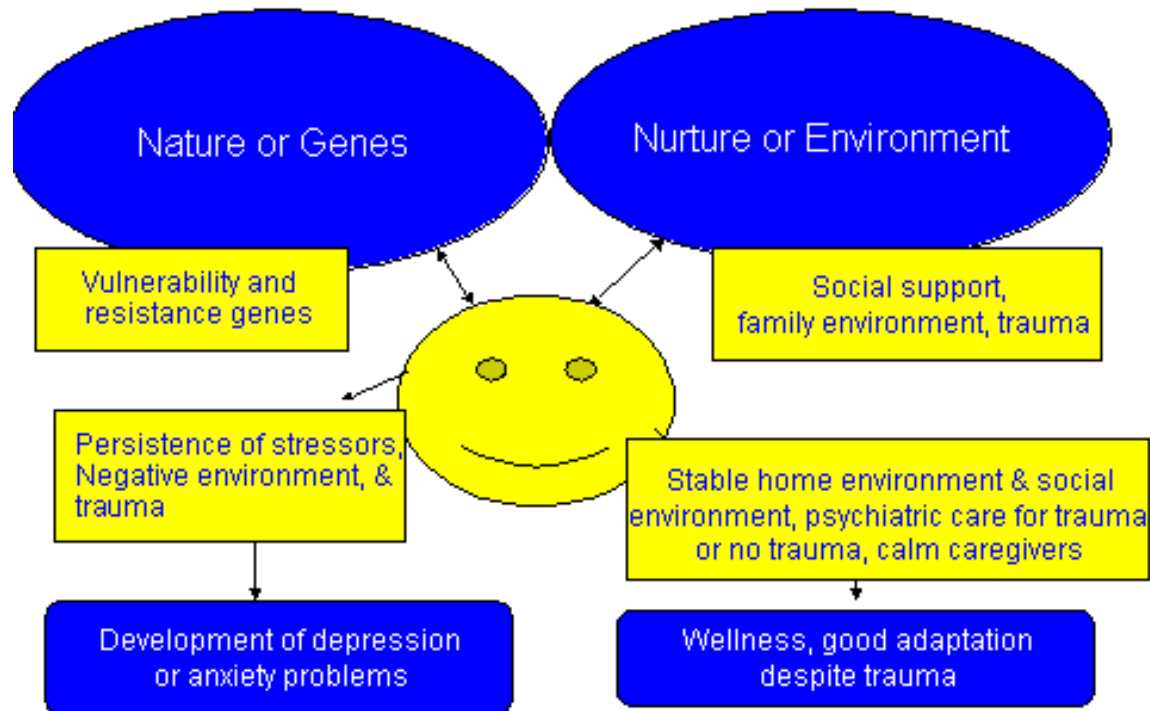 Nature or Genes
Nurture or Environment
Vulnerability and
resistance genes
Social support,
family environment, trauma
Persistence of stressors,
Negative environment, &
trauma
Stable home environment & social
environment, psychiatric care for trauma
or no trauma, calm caregivers
Development of depression
or anxiety problems
Wellness, good adaptation
despite trauma